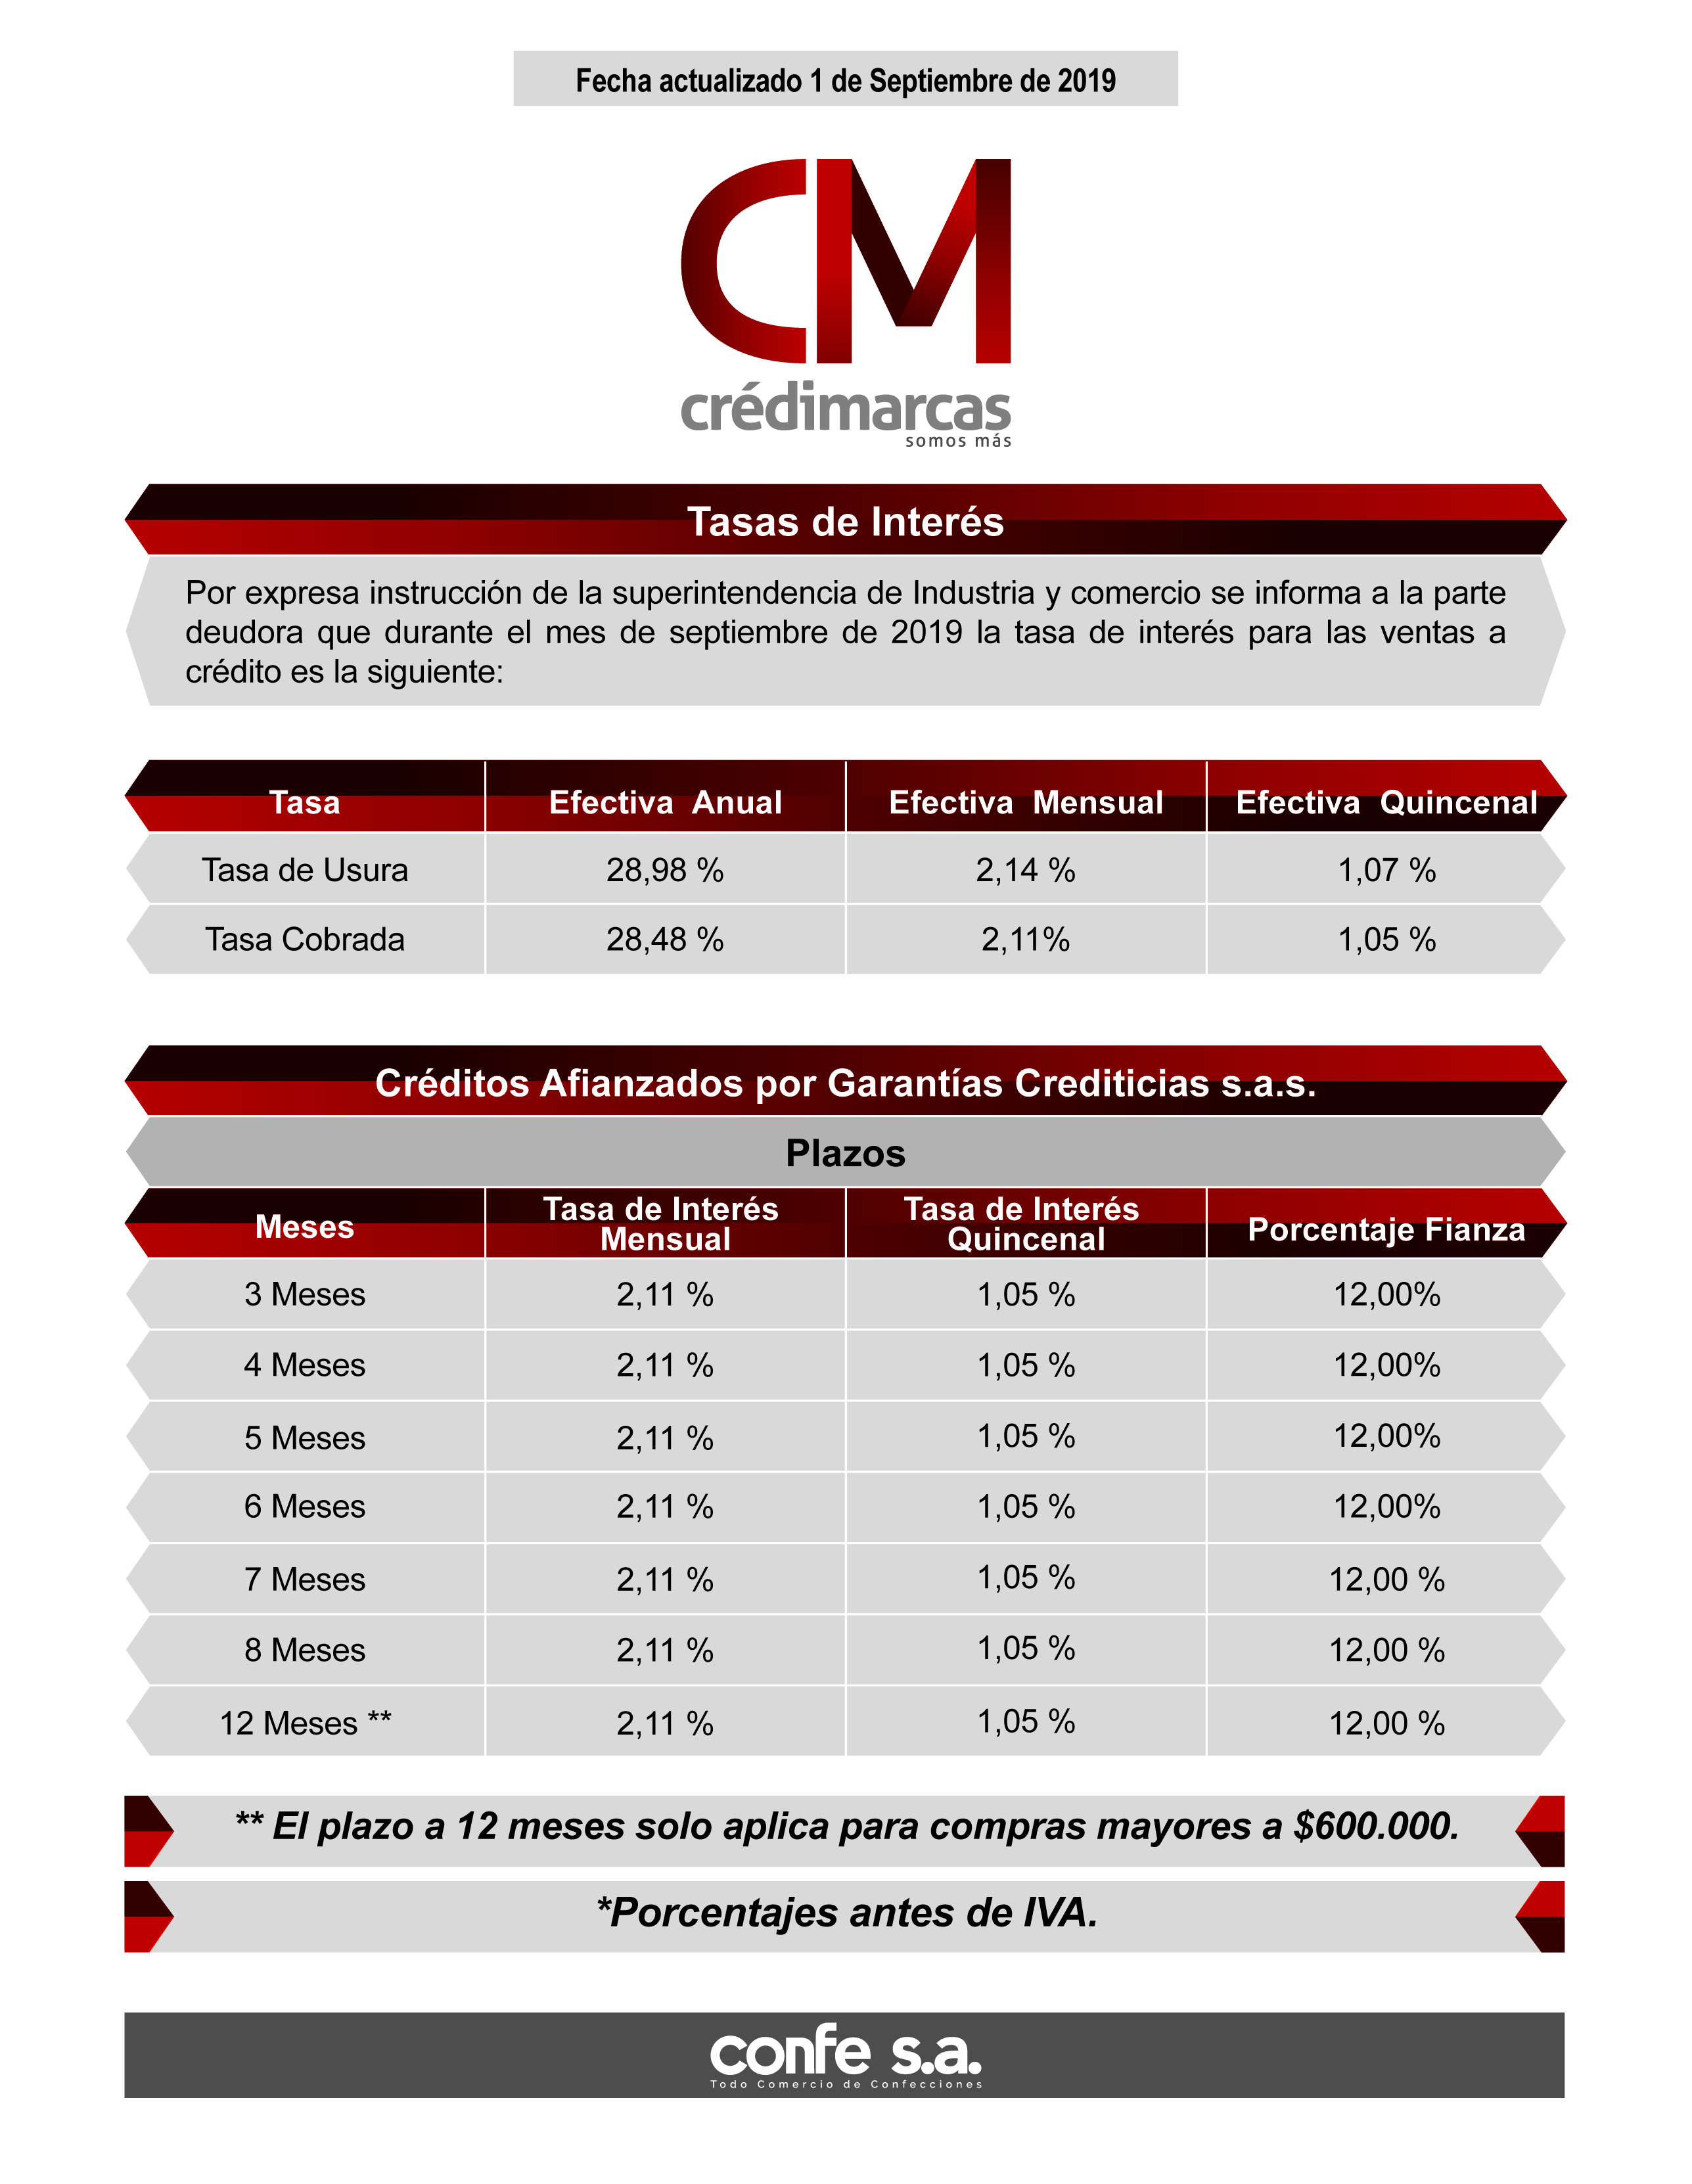 Fecha actualizado 1 de Septiembre de 2019
CM
crédimarcas
somos más
Tasas de Interés
Por expresa instrucción de la superintendencia de Industria y comercio se informa a la parte
deudora que durante el mes de septiembre de 2019 la tasa de interés para las ventas a
crédito es la siguiente:
Tasa Efectiva Anual Efectiva Mensual Efectiva Quincenal
Tasa de Usura 28,98 % 2,14 % 1,07 %
Tasa Cobrada 28,48 % 2,11% 1,05 %
Créditos Afianzados por Garantías Crediticias s.a.s.
Plazos
Meses Tasa de Interés Mensual Tasa de Interés Quincenal Porcentaje Fianza
3 Meses 2,11 % 1,05 % 12,00%
4 Meses 2,11 % 1,05 % 12,00%
5 Meses 2,11 % 1,05 % 12,00%
6 Meses 2,11 % 1,05 % 12,00%
7 Meses 2,11 % 1,05 % 12,00 %
8 Meses 2,11 % 1,05 % 12,00 %
12 Meses ** 2,11 % 1,05 % 12,00 %
** El plazo a 12 meses solo aplica para compras mayores a $600.000.
*Porcentajes antes de IVA.
confe s.a.
Todo Comercio de Confecciones